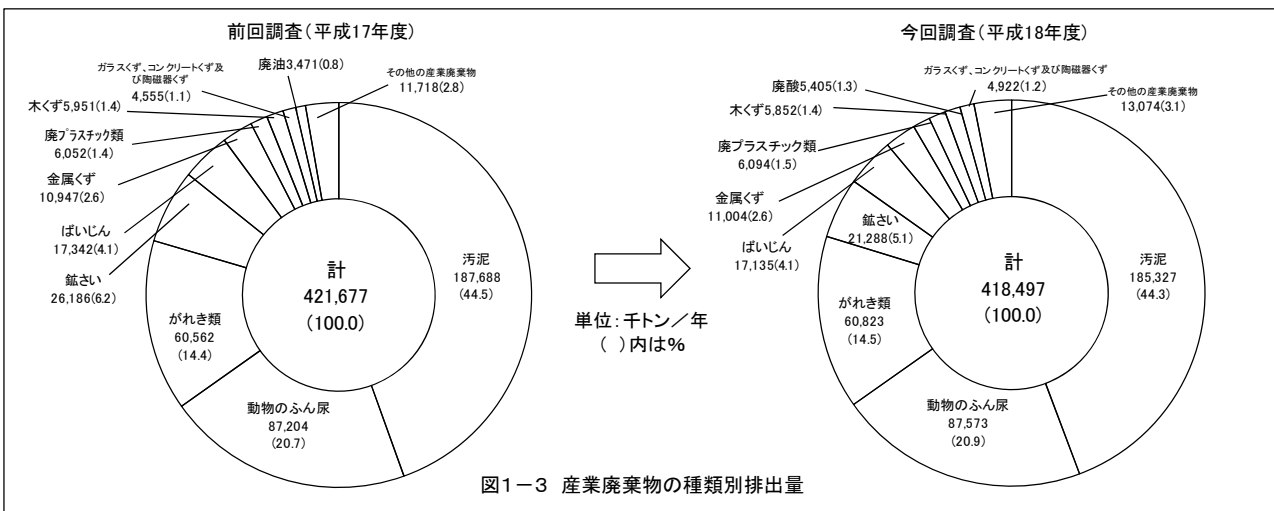 前回調査(平成17年度)
廃油3,471(0.8)
その他の産業廃棄物
11,718(2.8)
ガラスくず、コンクリートくず及
び陶磁器くず
4,555(1.1)
木くず5,951(1.4)
廃プラスチック類
6,052(1.4)
金属くず
10,947(2.6)
ばいじん
17,342(4.1)
鉱さい
26,186(6.2)
がれき類
60,562
(14.4)
動物のふん尿
87,204
(20.7)
汚泥
187,688
(44.5)
計
421,677
(100.0)
単位:千トン/年
( )内は%
今回調査(平成18年度)
ガラスくず、コンクリートくず及び陶磁器くず
4,922(1.2)
その他の産業廃棄物
13,074(3.1)
廃酸5,405(1.3)
木くず5,852(1.4)
廃プラスチック類
6,094(1.5)
金属くず
11,004(2.6)
ばいじん
17,135(4.1)
鉱さい
21,288(5.1)
がれき類
60,823
(14.5)
動物のふん尿
87,573
(20.9)
汚泥
185,327
(44.3)
計
418,497
(100.0)
図1-3 産業廃棄物の種類別排出量